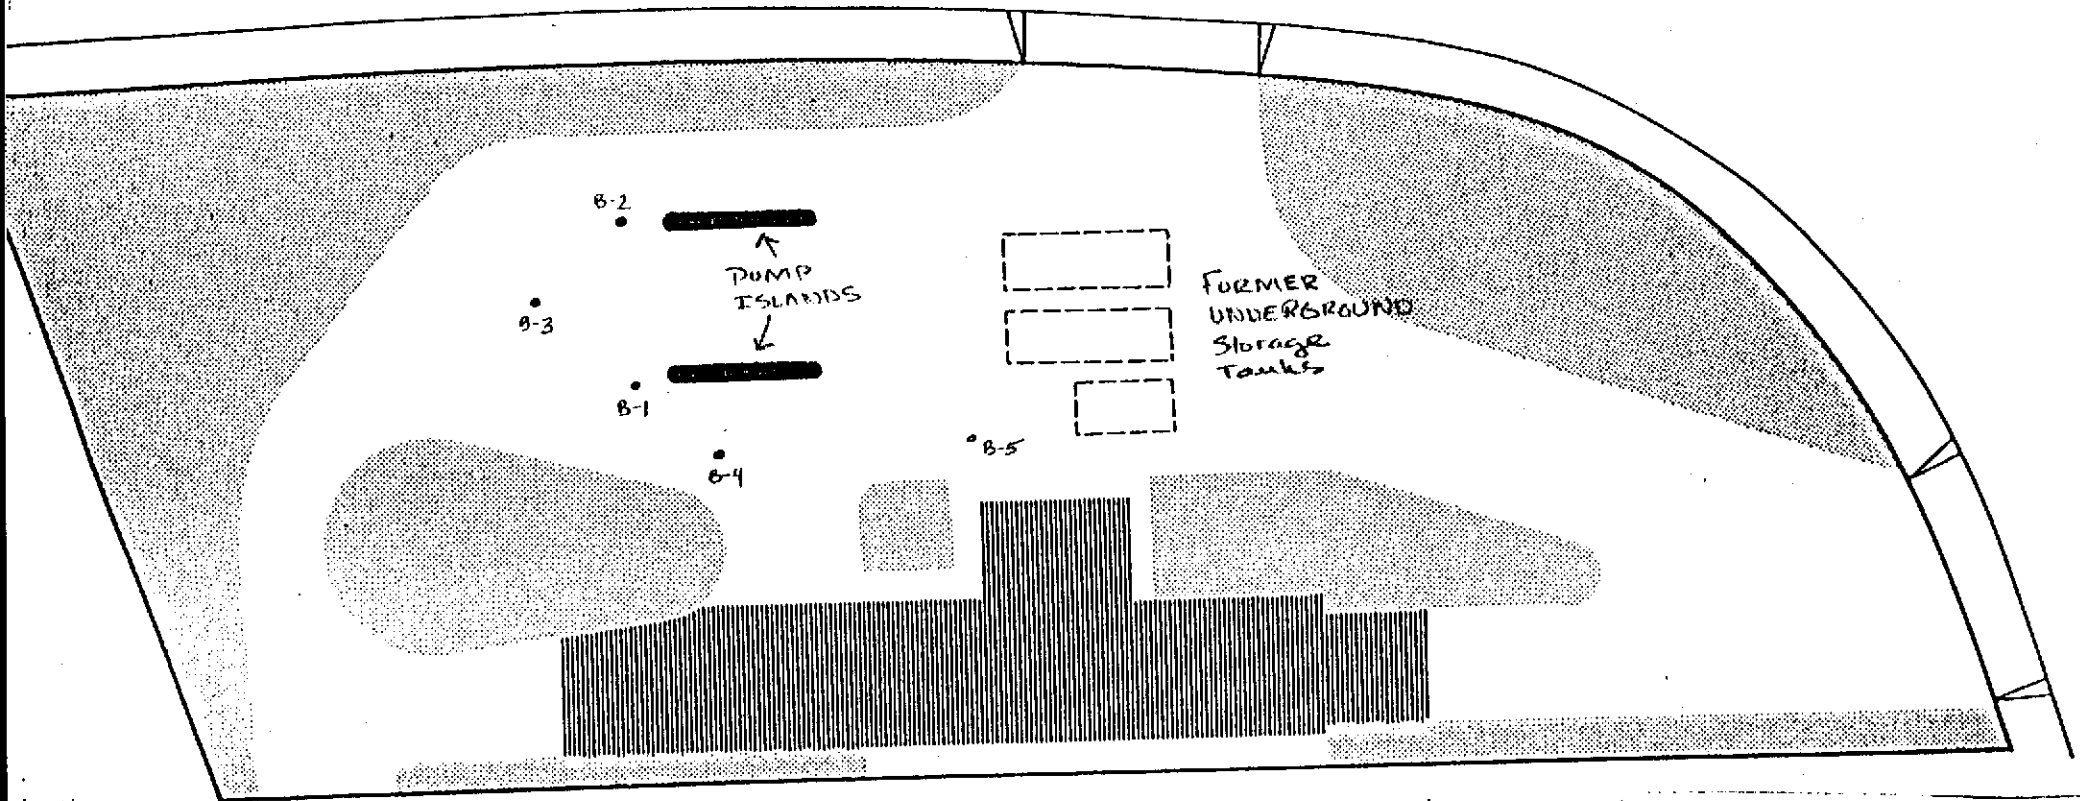 B-2
PUMP
ISLANDS
B-3
B-1
B-4
B-5
FORMER
UNDERGROUND
Storage
Tanks